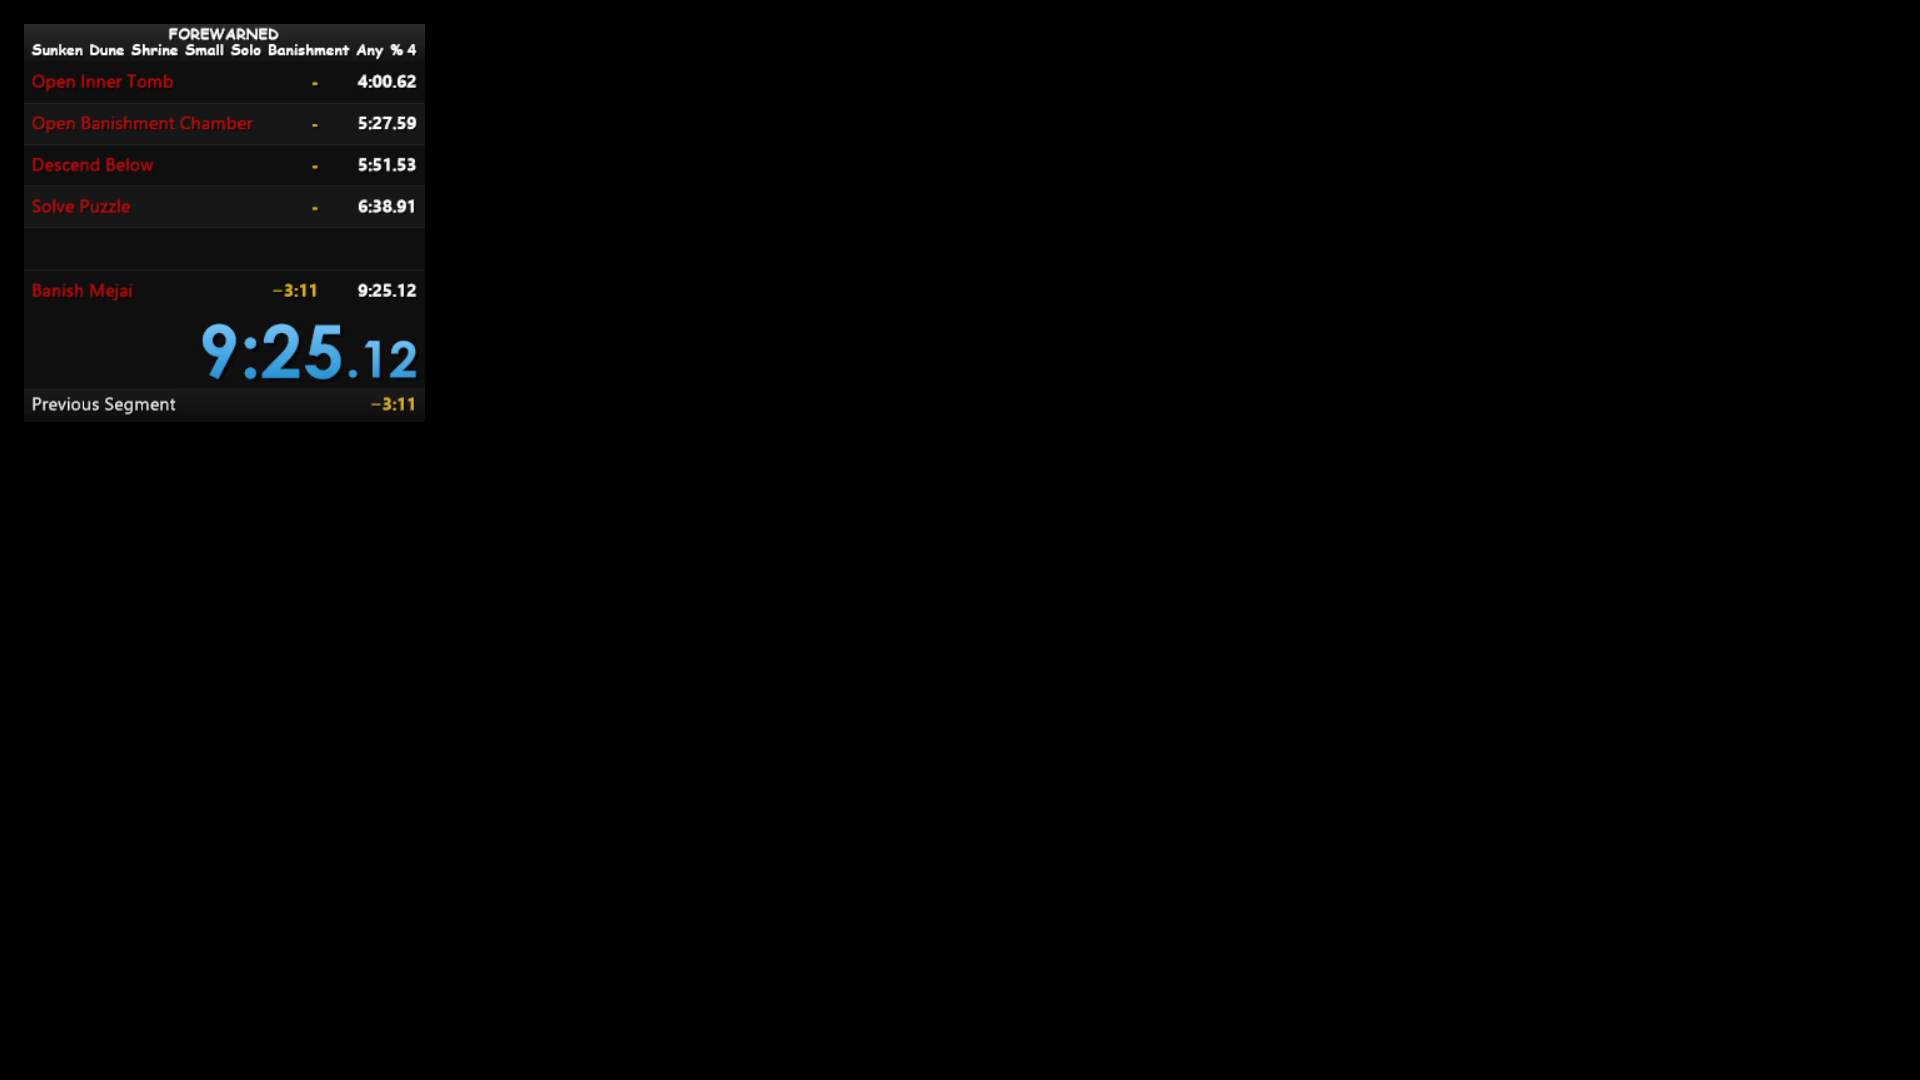 FOREWARNED
Sunken Dune Shrine Small Solo Banishment Any % 4
Open Inner Tomb - 4:00.62
Open Banishment Chamber - 5:27.59
Descend Below - 5:51.53
Solve Puzzle - 6:38.91
Banish Mejai −3:11 9:25.12
9:25.12
Previous Segment −3:11